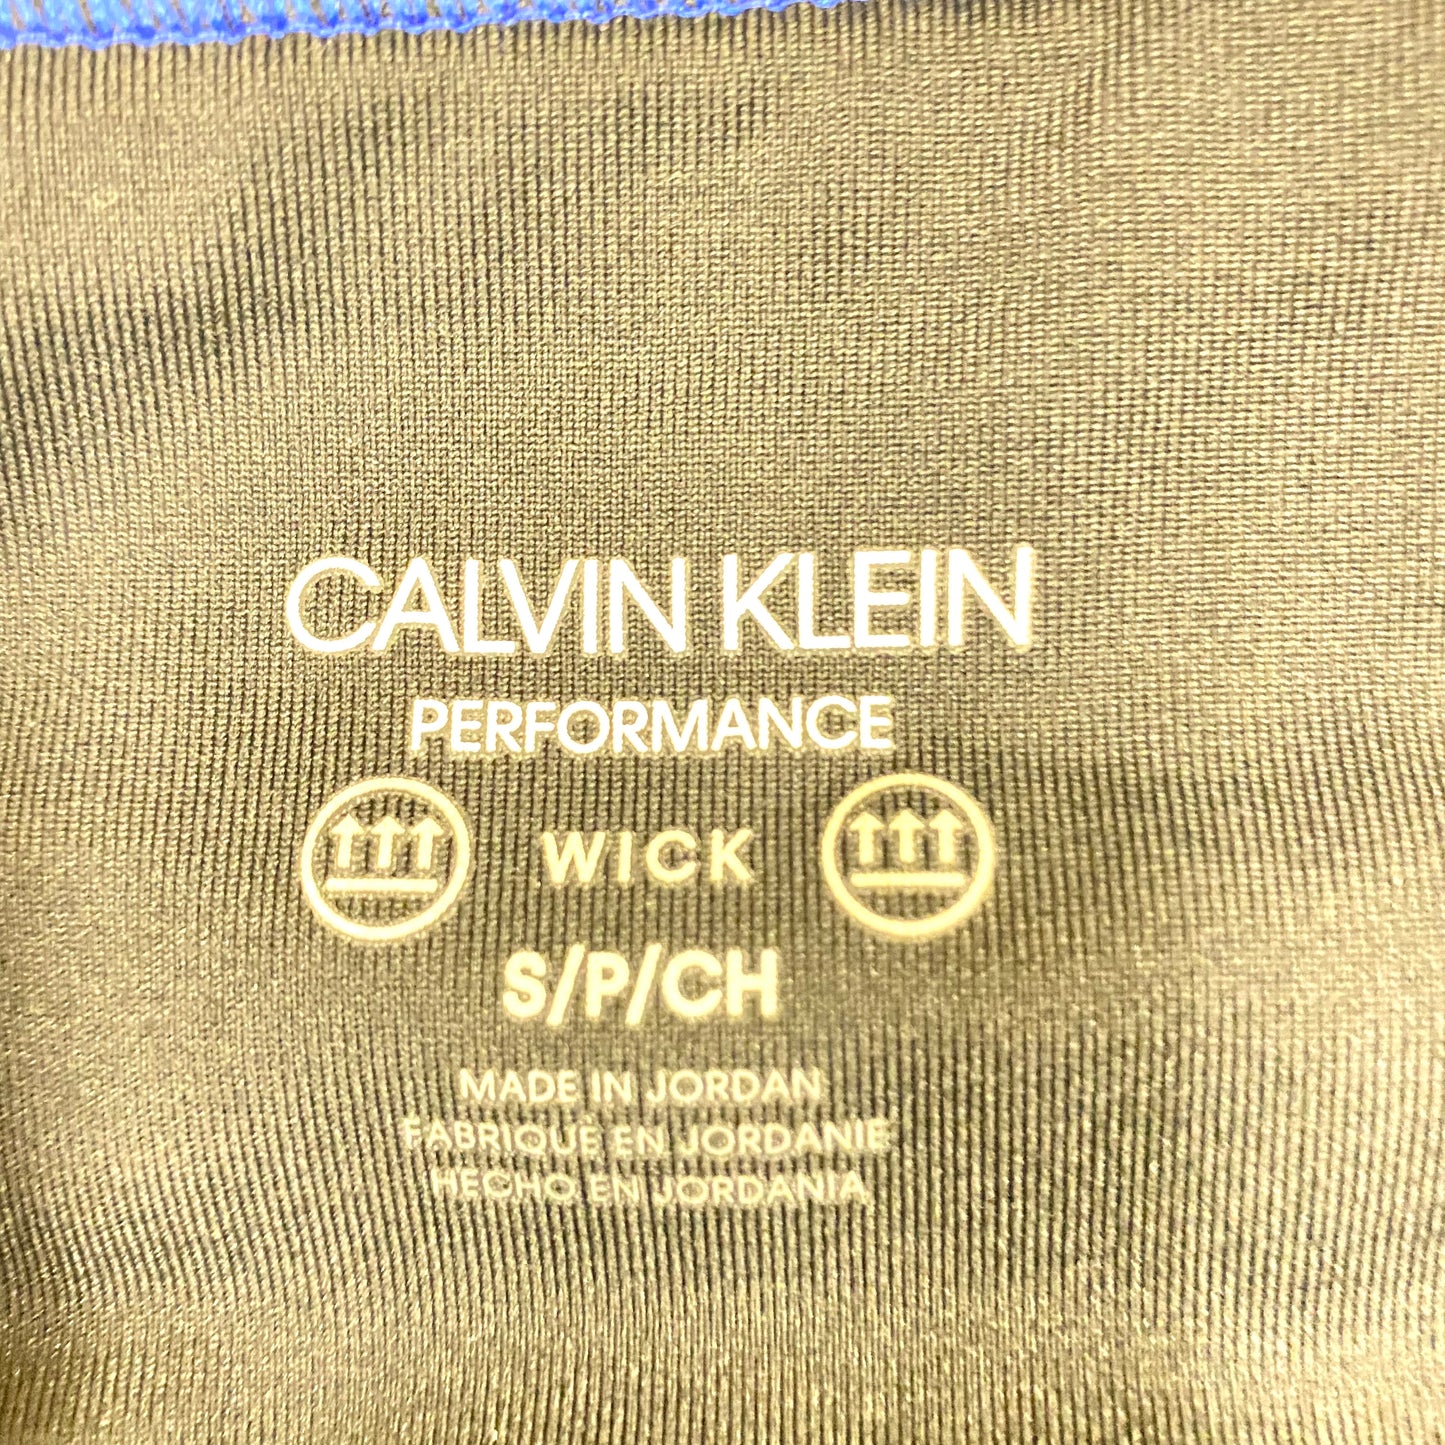 CALVIN KLEIN
PERFORMANCE
WICK
S/P/CH
MADE IN JORDAN
FABRIQUÉ EN JORDANIE
HECHO EN JORDANIA